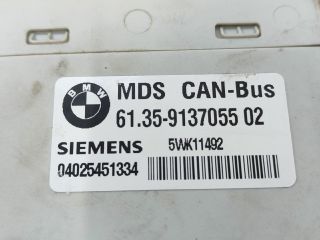 BMW
MDS CAN-Bus
61.35-9137055 02
SIEMENS 5WK11492
04025451334